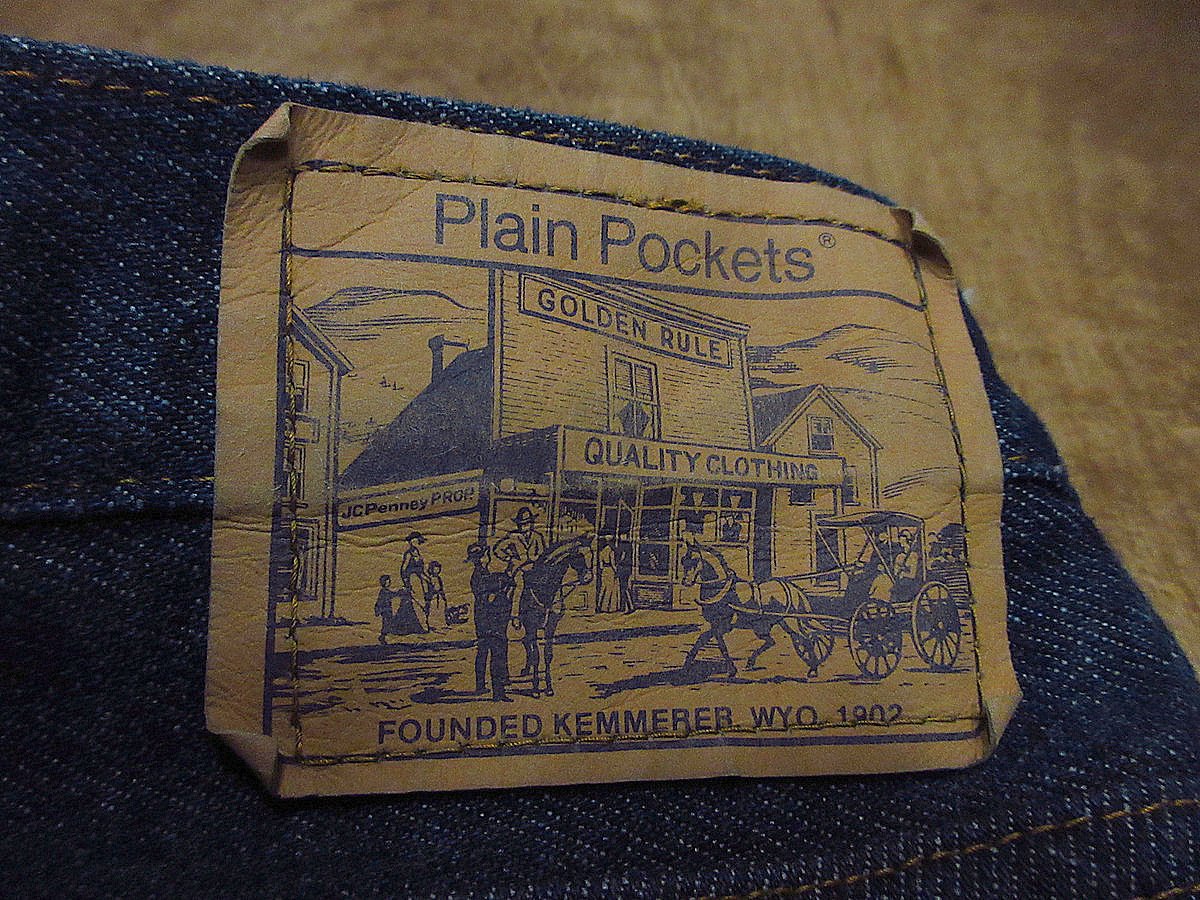 Plain Pockets®
GOLDEN RULE
QUALITY CLOTHING
JCPenney PROP
FOUNDED KEMMERER WYO 1902